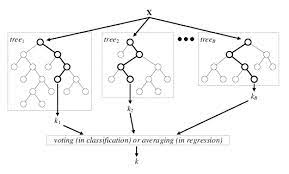 X
tree1 tree2 ••• treeB
k1 k2 kB
voting (in classification) or averaging (in regression)
k